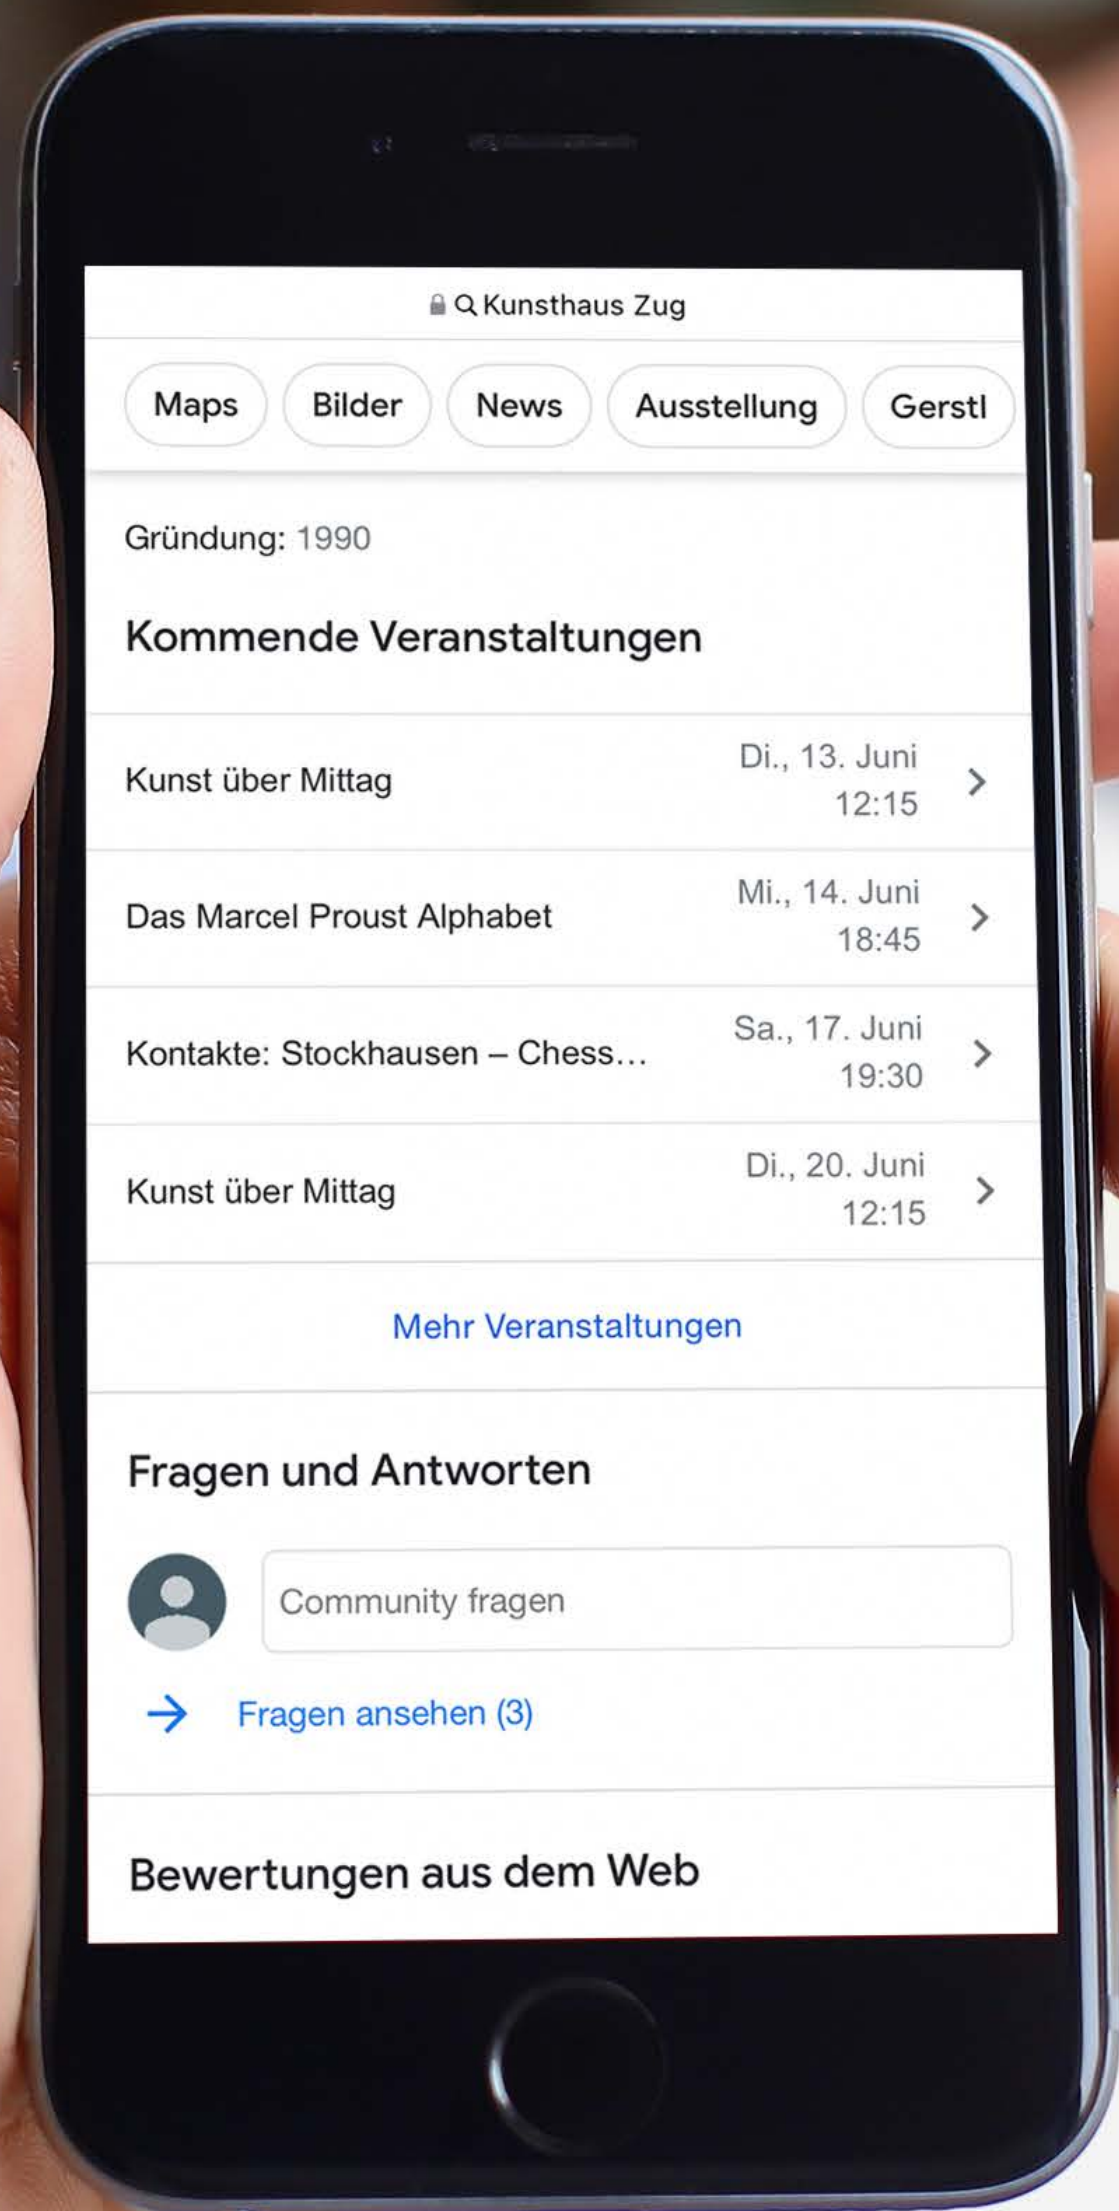 Kunsthaus Zug
Maps
Bilder
News
Ausstellung
Gerstl
Gründung: 1990
Kommende Veranstaltungen
Kunst über Mittag
Di., 13. Juni
12:15
Das Marcel Proust Alphabet
Mi., 14. Juni
18:45
Kontakte: Stockhausen – Chess...
Sa., 17. Juni
19:30
Kunst über Mittag
Di., 20. Juni
12:15
Mehr Veranstaltungen
Fragen und Antworten
Community fragen
Fragen ansehen (3)
Bewertungen aus dem Web